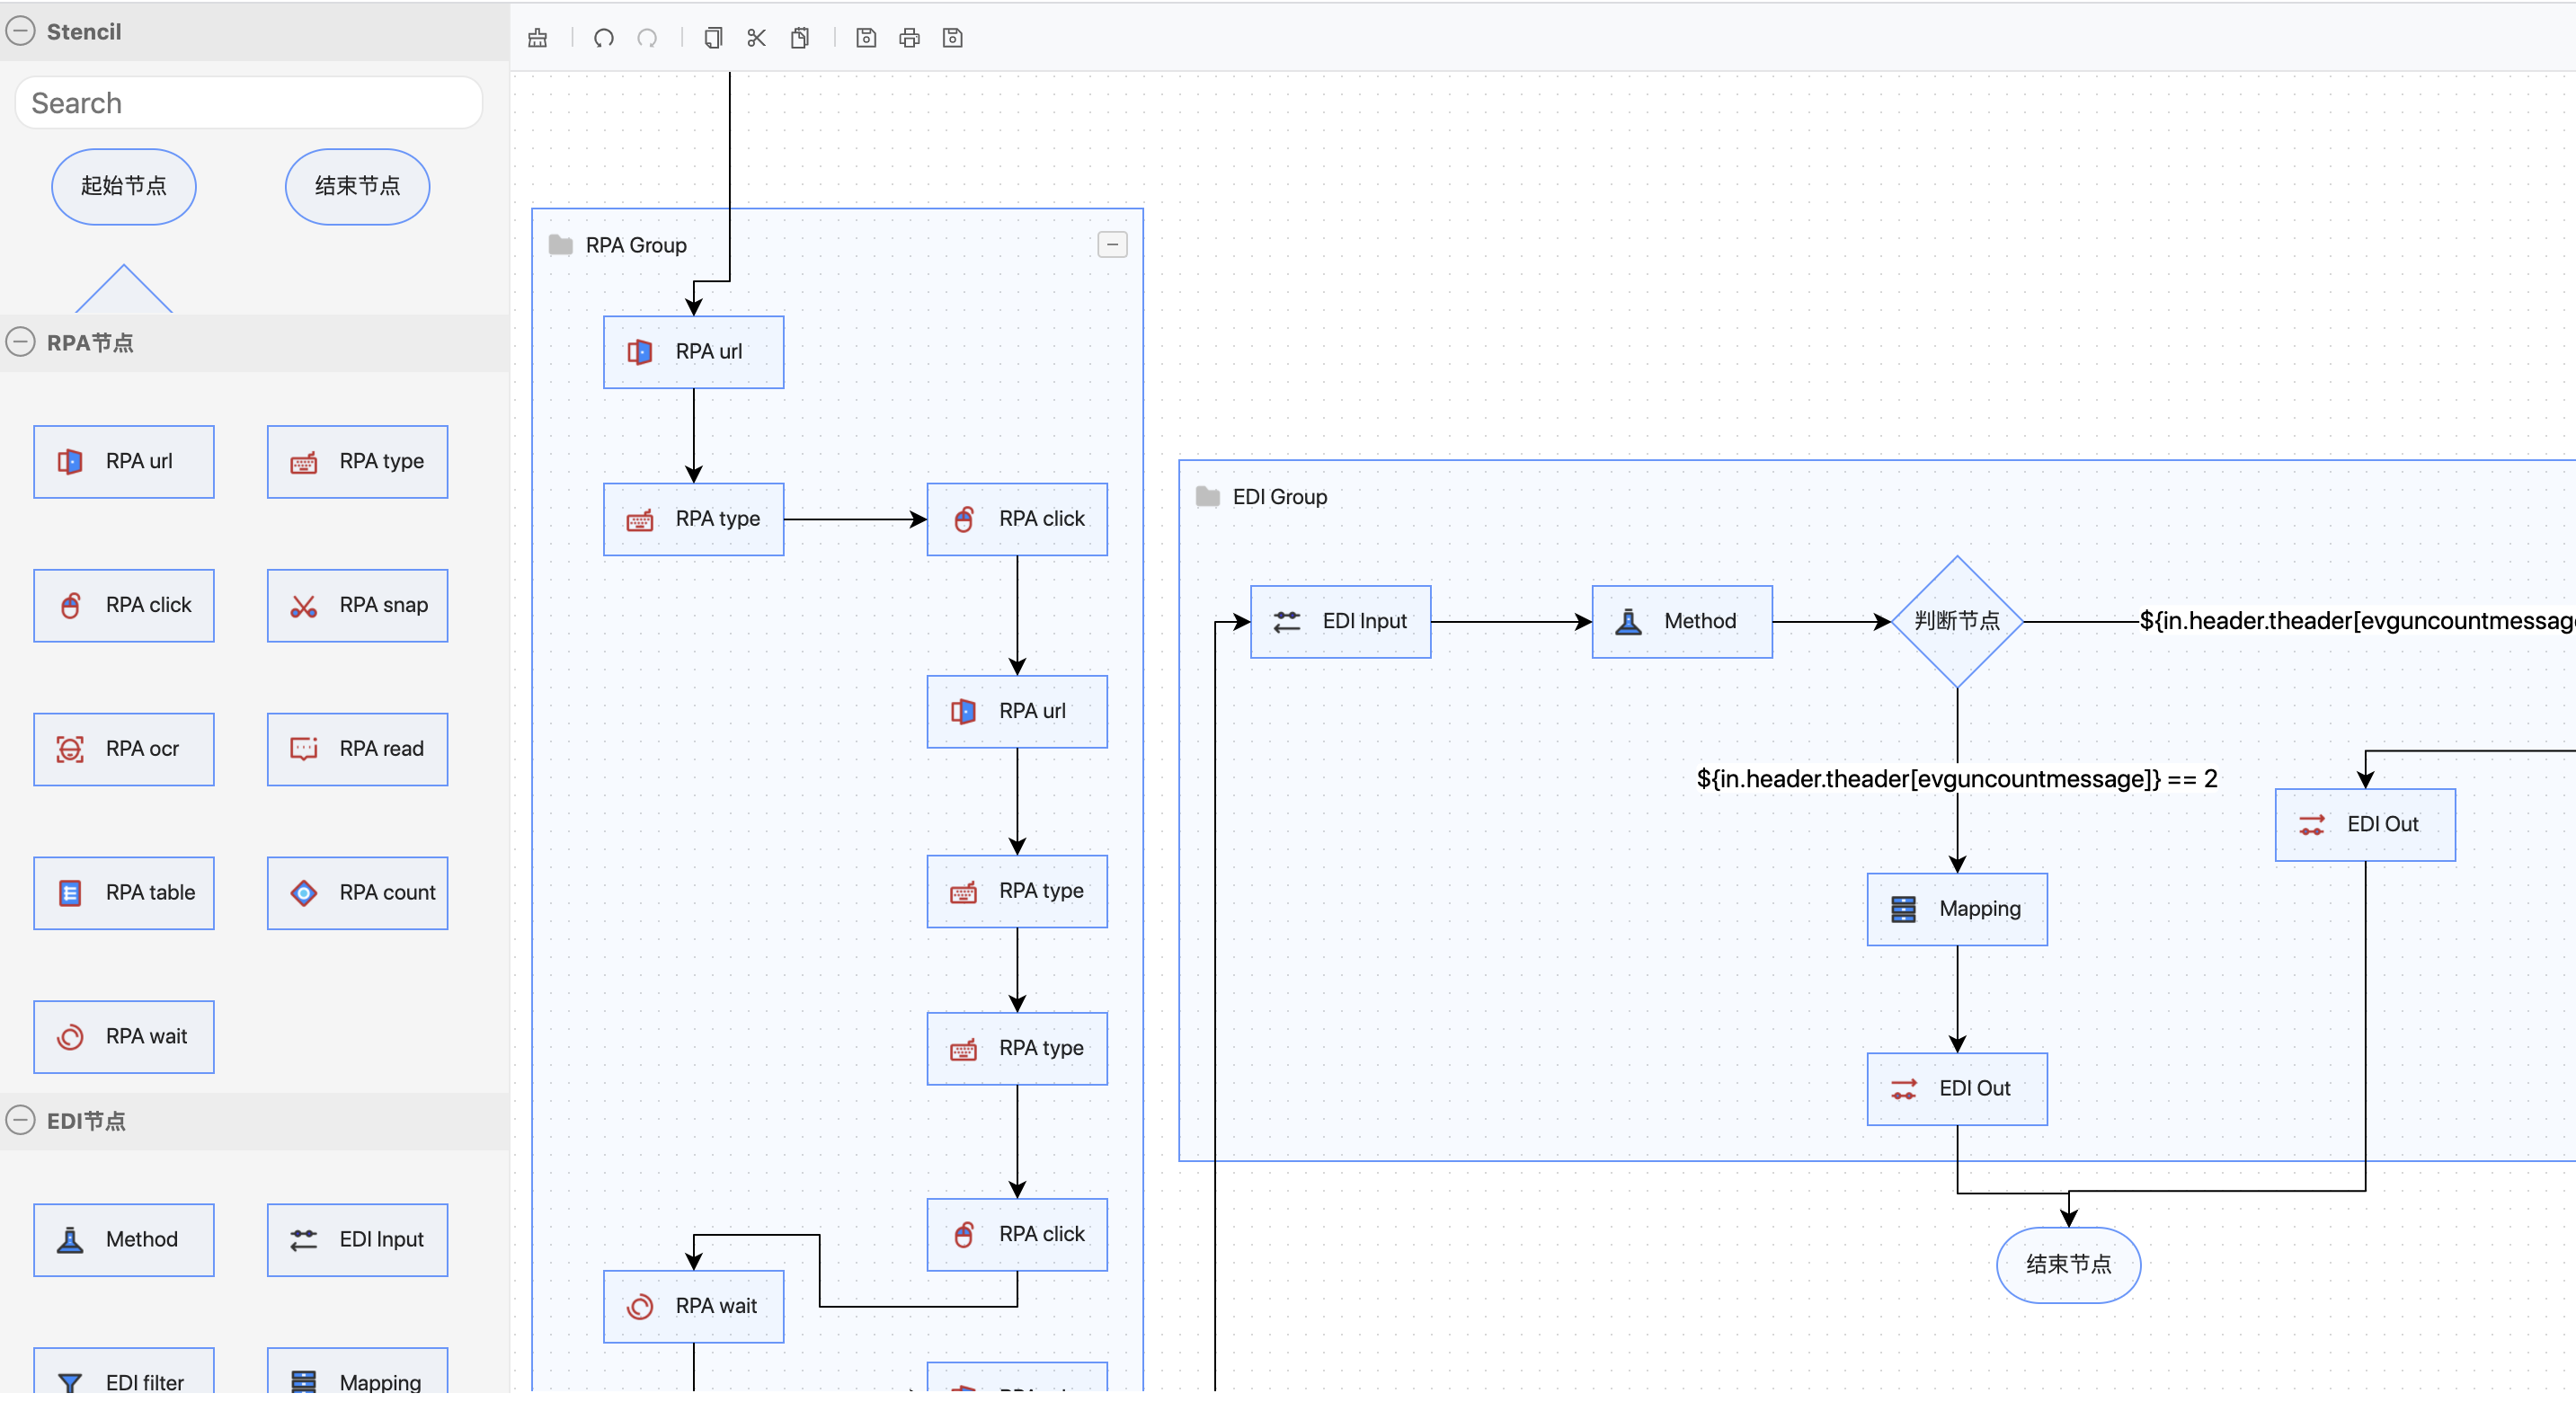 Stencil
Search
起始节点
结束节点
RPA节点
RPA url
RPA type
RPA click
RPA snap
RPA ocr
RPA read
RPA table
RPA count
RPA wait
EDI节点
Method
EDI Input
EDI filter
Mapping
RPA Group
RPA url
RPA type
RPA click
RPA url
RPA type
RPA type
RPA click
RPA wait
EDI Group
EDI Input
Method
判断节点
${in.header.theader[evguncountmessag
${in.header.theader[evguncountmessage]} == 2
EDI Out
Mapping
EDI Out
结束节点